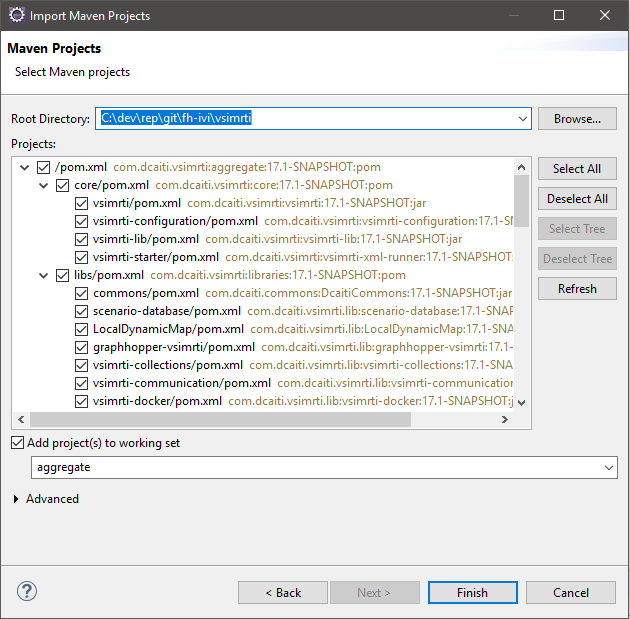 Import Maven Projects
Maven Projects
Select Maven projects
Root Directory: C:\dev\rep\git\fh-ivi\vsimrti Browse...
Projects:
/pom.xml com.dcaiti.vsimrti:aggregate:17.1-SNAPSHOT:pom Select All
core/pom.xml com.dcaiti.vsimrti:core:17.1-SNAPSHOT:pom
vsimrti/pom.xml com.dcaiti.vsimrti:vsimrti:17.1-SNAPSHOT:jar Deselect All
vsimrti-configuration/pom.xml com.dcaiti.vsimrti:vsimrti-configuration:17.1-SN
Select Tree
vsimrti-lib/pom.xml com.dcaiti.vsimrti:vsimrti-lib:17.1-SNAPSHOT:jar
vsimrti-starter/pom.xml com.dcaiti.vsimrti:vsimrti-xml-runner:17.1-SNAPSHO Deselect Tree
libs/pom.xml com.dcaiti.vsimrti:libraries:17.1-SNAPSHOT:pom
commons/pom.xml com.dcaiti.commons:DcaitiCommons:17.1-SNAPSHOT:jar Refresh
scenario-database/pom.xml com.dcaiti.vsimrti.lib:scenario-database:17.1-SNAP
LocalDynamicMap/pom.xml com.dcaiti.vsimrti.lib:LocalDynamicMap:17.1-SNAP
graphhopper-vsimrti/pom.xml com.dcaiti.vsimrti.lib:graphhopper-vsimrti:17.1-
vsimrti-collections/pom.xml com.dcaiti.vsimrti.lib:vsimrti-collections:17.1-SNAP
vsimrti-communication/pom.xml com.dcaiti.vsimrti.lib:vsimrti-communication
vsimrti-docker/pom.xml com.dcaiti.vsimrti.lib:vsimrti-docker:17.1-SNAPSHOT:j
Add project(s) to working set
aggregate
Advanced
? < Back Next > Finish Cancel